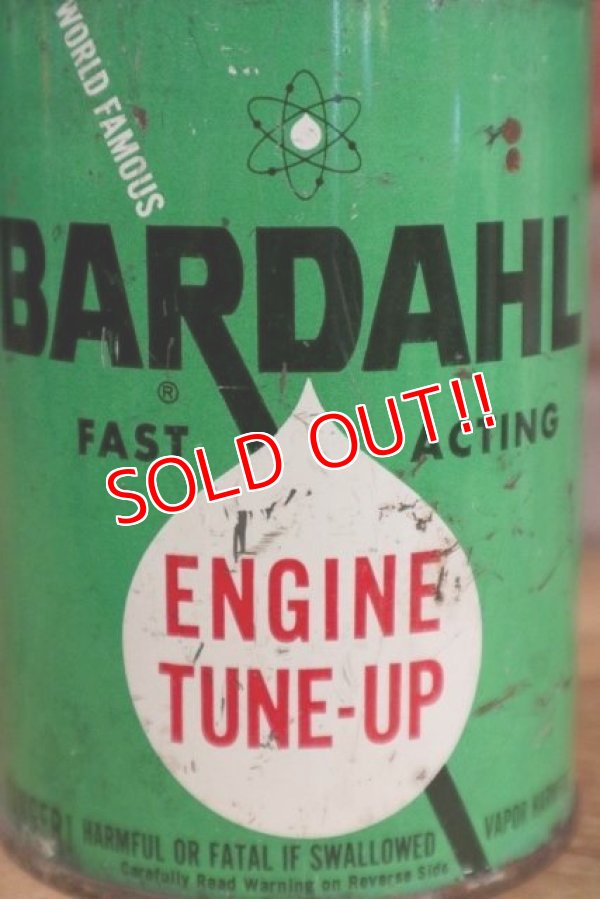 WORLD FAMOUS
BARDAHL
®
FAST ACTING
SOLD OUT!!
ENGINE
TUNE-UP
HARMFUL OR FATAL IF SWALLOWED
VAPOR
Carefully Read Warning on Reverse Side